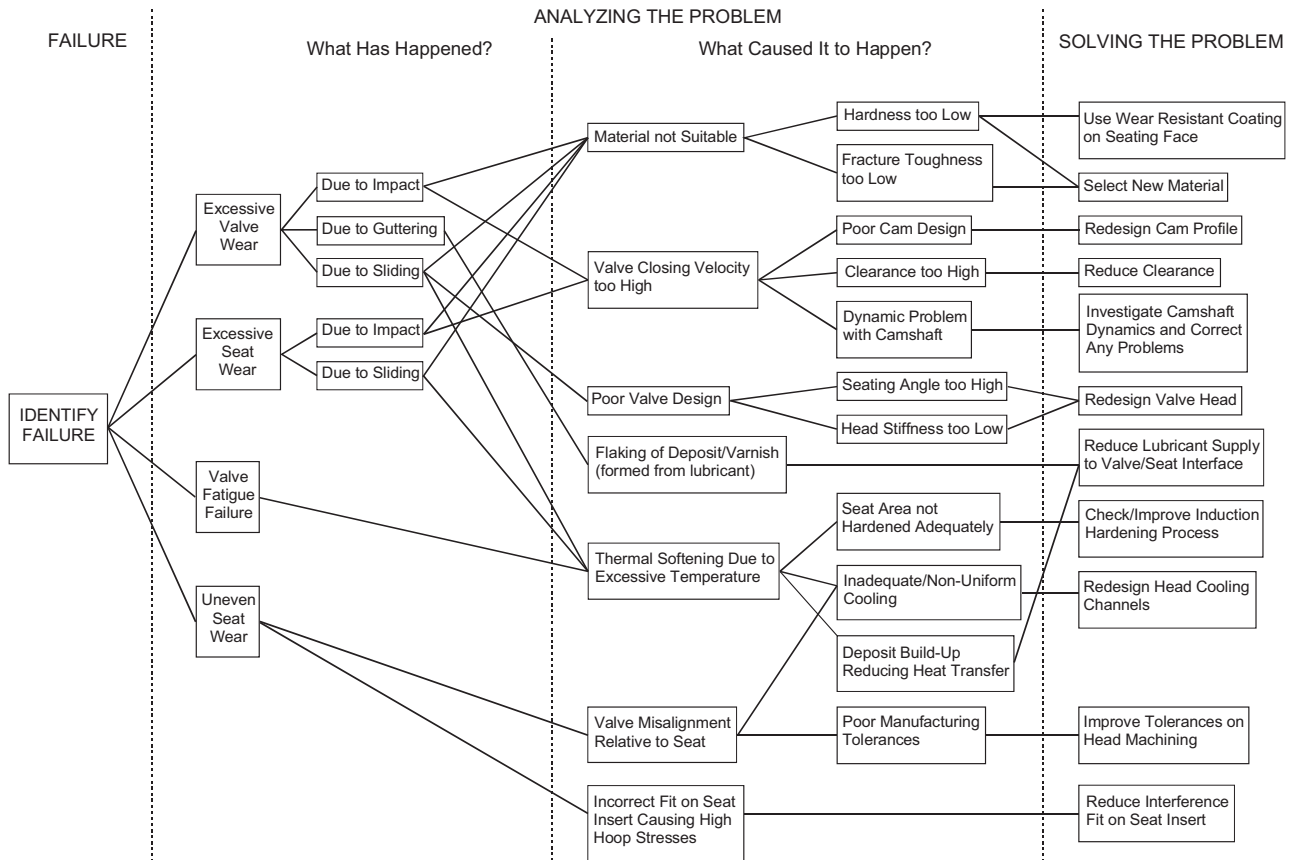 ANALYZING THE PROBLEM
FAILURE
What Has Happened?
What Caused It to Happen?
SOLVING THE PROBLEM
IDENTIFY
FAILURE
Excessive
Valve
Wear
Excessive
Seat
Wear
Valve
Fatigue
Failure
Uneven
Seat
Wear
Due to Impact
Due to Guttering
Due to Sliding
Due to Impact
Due to Sliding
Material not Suitable
Valve Closing Velocity
too High
Poor Valve Design
Flaking of Deposit/Varnish
(formed from lubricant)
Thermal Softening Due to
Excessive Temperature
Valve Misalignment
Relative to Seat
Incorrect Fit on Seat
Insert Causing High
Hoop Stresses
Hardness too Low
Fracture Toughness
too Low
Poor Cam Design
Clearance too High
Dynamic Problem
with Camshaft
Seating Angle too High
Head Stiffness too Low
Seat Area not
Hardened Adequately
Inadequate/Non-Uniform
Cooling
Deposit Build-Up
Reducing Heat Transfer
Poor Manufacturing
Tolerances
Use Wear Resistant Coating
on Seating Face
Select New Material
Redesign Cam Profile
Reduce Clearance
Investigate Camshaft
Dynamics and Correct
Any Problems
Redesign Valve Head
Reduce Lubricant Supply
to Valve/Seat Interface
Check/Improve Induction
Hardening Process
Redesign Head Cooling
Channels
Improve Tolerances on
Head Machining
Reduce Interference
Fit on Seat Insert